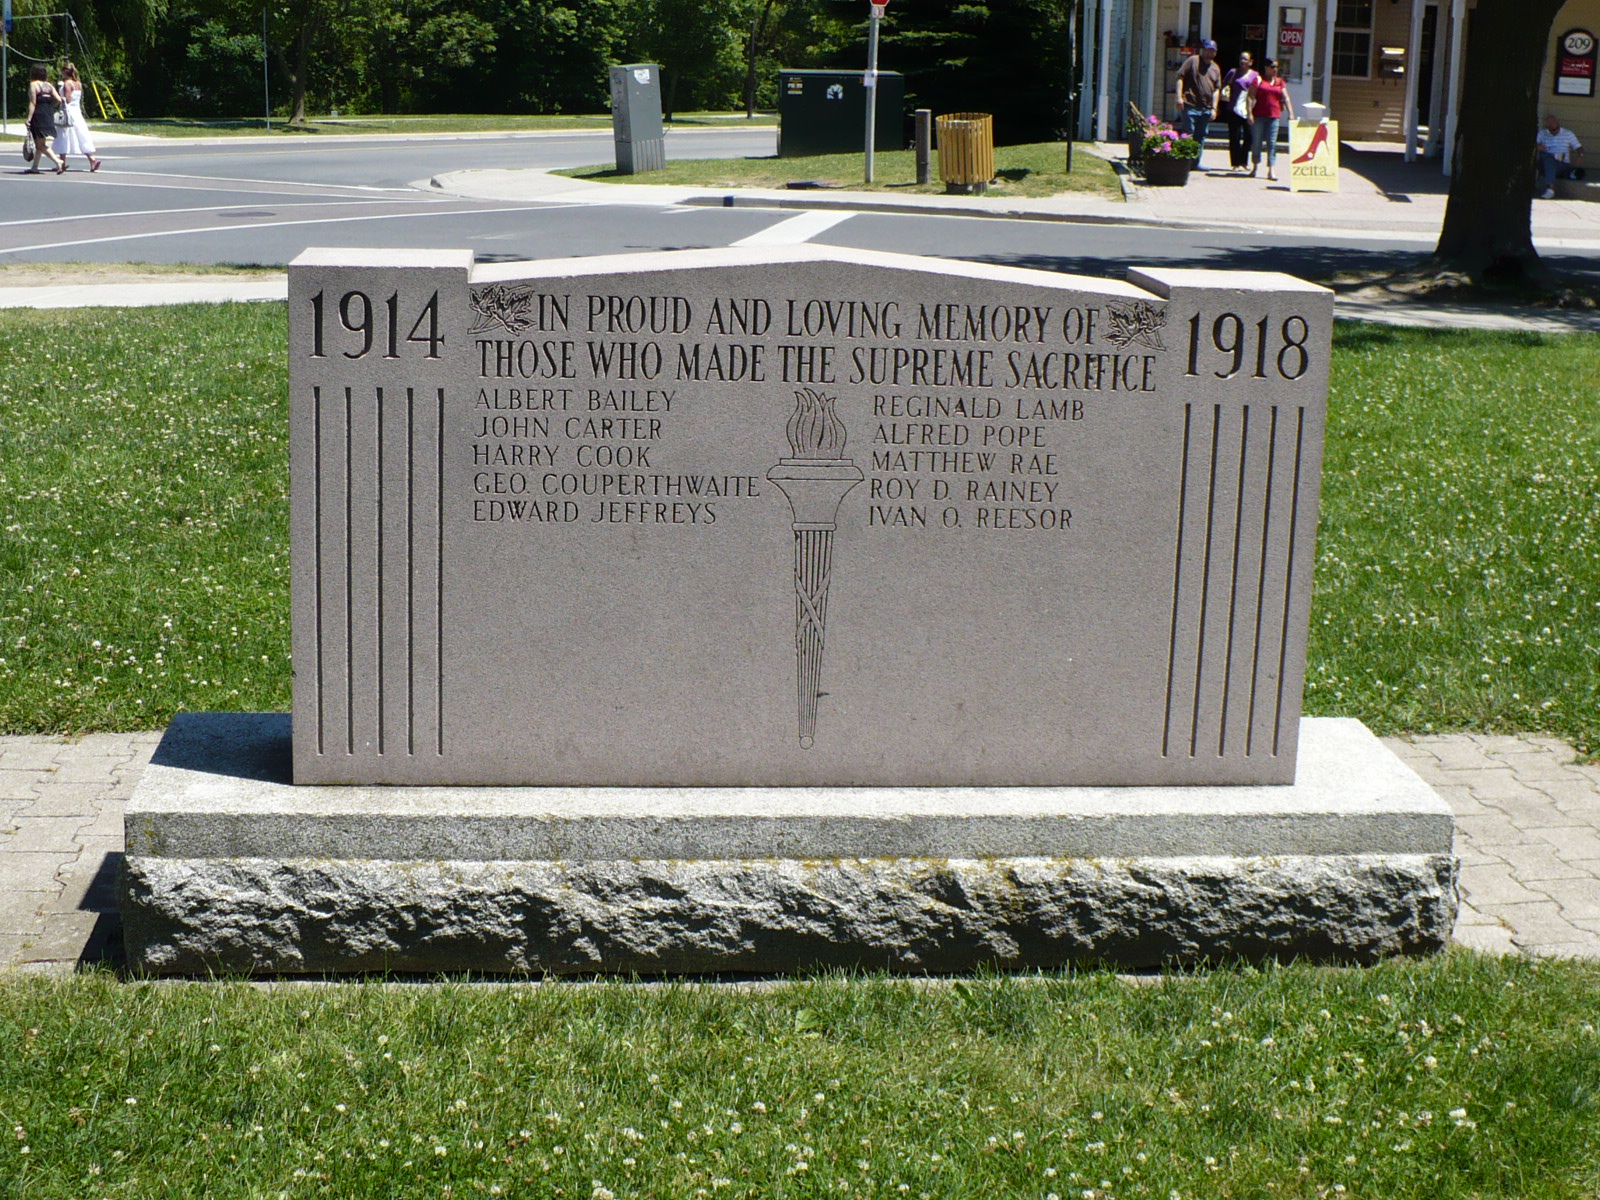 OPEN
209
zeita
1914
IN PROUD AND LOVING MEMORY OF
THOSE WHO MADE THE SUPREME SACRIFICE
1918
ALBERT BAILEY
JOHN CARTER
HARRY COOK
GEO. COUPERTHWAITE
EDWARD JEFFREYS
REGINALD LAMB
ALFRED POPE
MATTHEW RAE
ROY D. RAINEY
IVAN O. REESOR